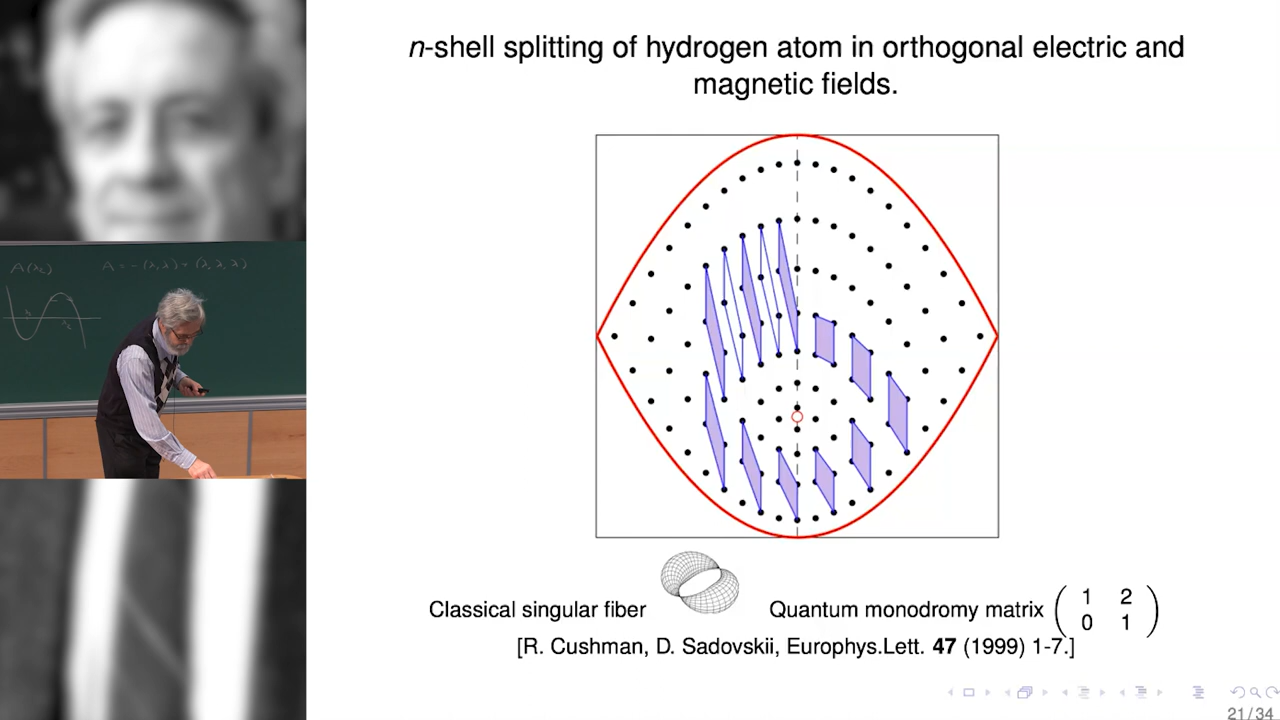 n-shell splitting of hydrogen atom in orthogonal electric and
magnetic fields.
A(λc) A = -(λ,λ) + (λ, λ, λ)
Classical singular fiber
Quantum monodromy matrix ( 1 2
0 1 )
[R. Cushman, D. Sadovskii, Europhys.Lett. 47 (1999) 1-7.]
21/34